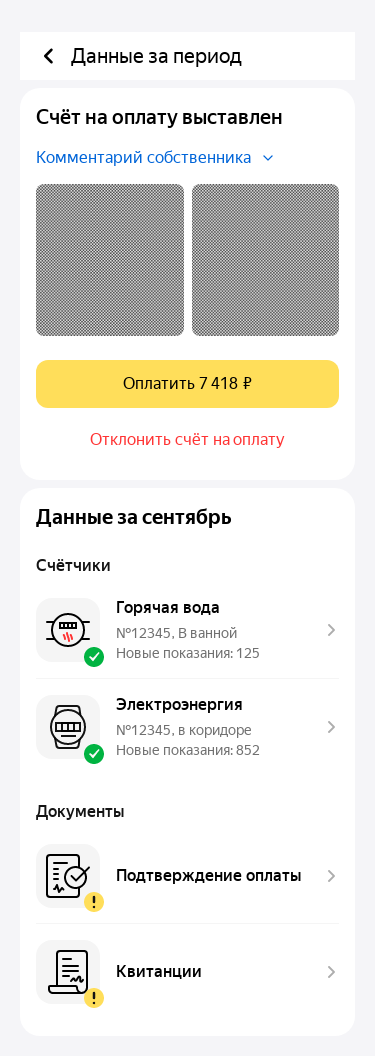 Данные за период
Счёт на оплату выставлен
Комментарий собственника
Оплатить 7 418 ₽
Отклонить счёт на оплату
Данные за сентябрь
Счётчики
Горячая вода
№12345, В ванной
Новые показания: 125
Электроэнергия
№12345, в коридоре
Новые показания: 852
Документы
Подтверждение оплаты
Квитанции